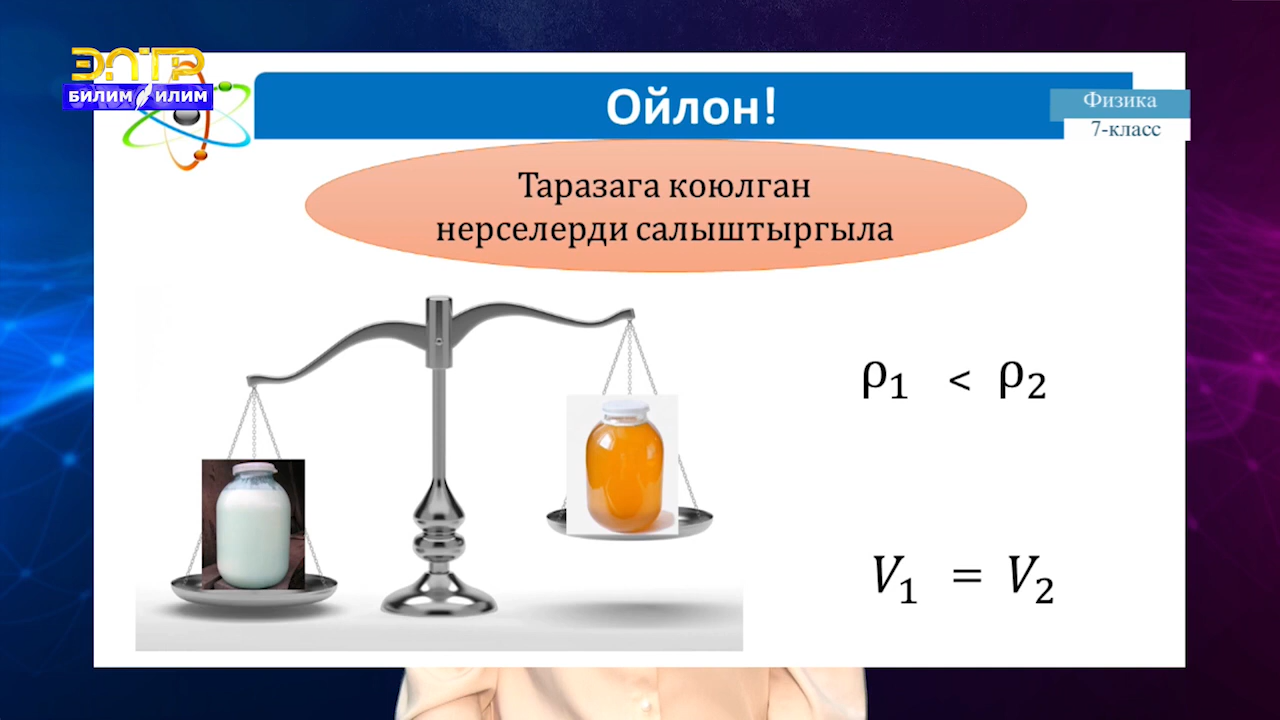 ЭЛТР
БИЛИМ ИЛИМ
Ойлон!
Физика
7-класс
Таразага коюлган
нерселерди салыштыргыла
ρ₁ < ρ₂
V₁ = V₂